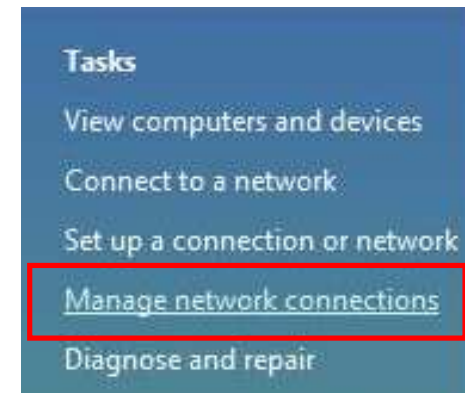 Tasks
View computers and devices
Connect to a network
Set up a connection or network
Manage network connections
Diagnose and repair